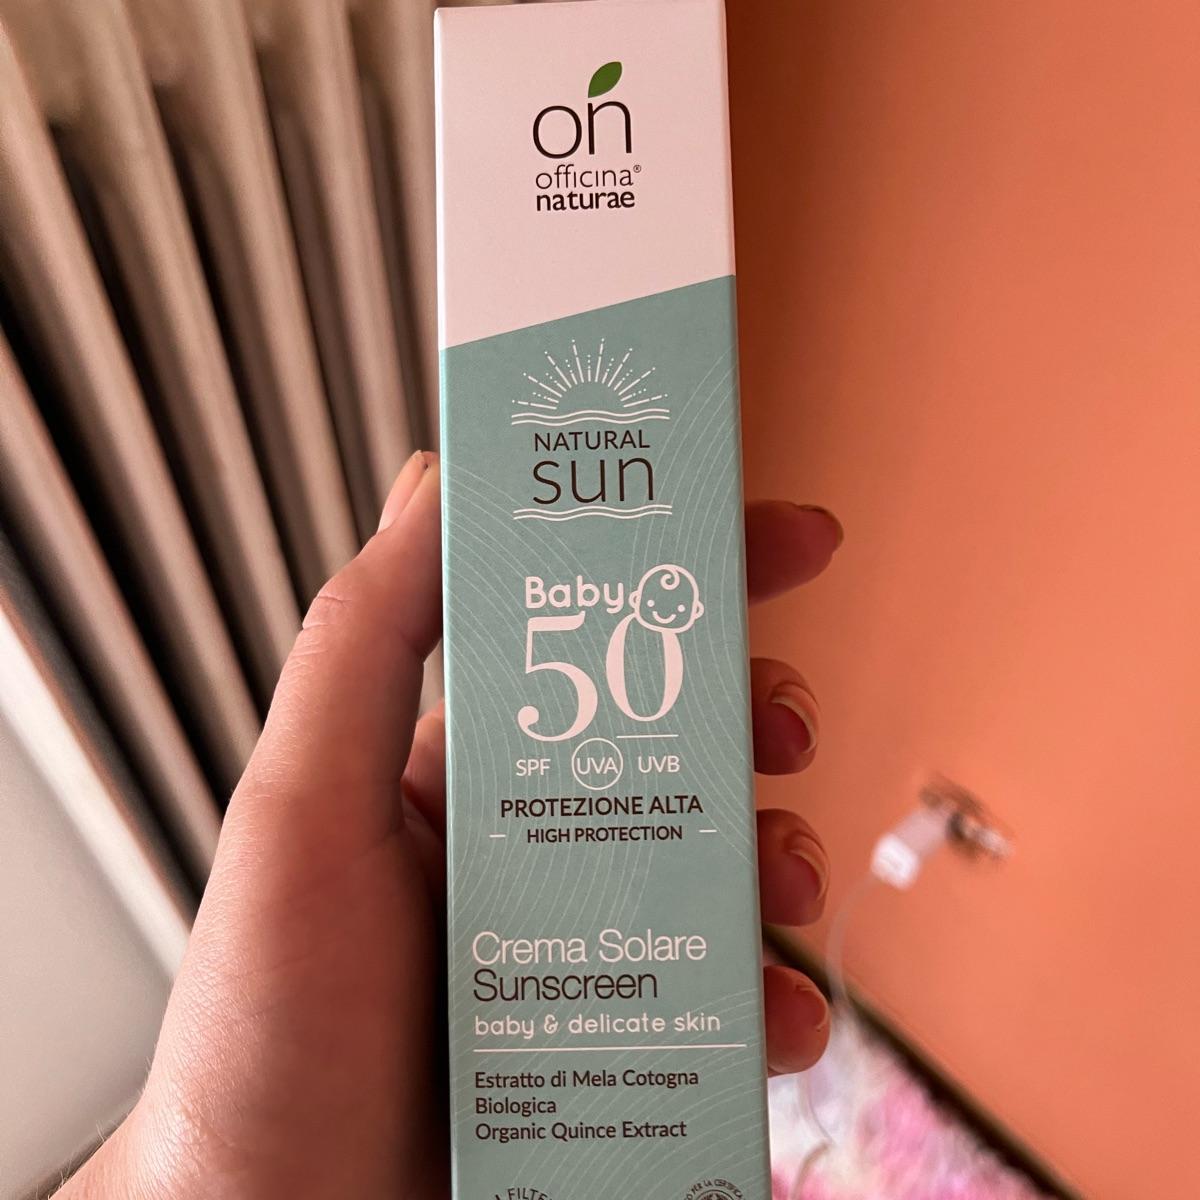 on
officina®
naturae
NATURAL
sun
Baby
50
SPF UVA UVB
PROTEZIONE ALTA
HIGH PROTECTION
Crema Solare
Sunscreen
baby & delicate skin
Estratto di Mela Cotogna
Biologica
Organic Quince Extract